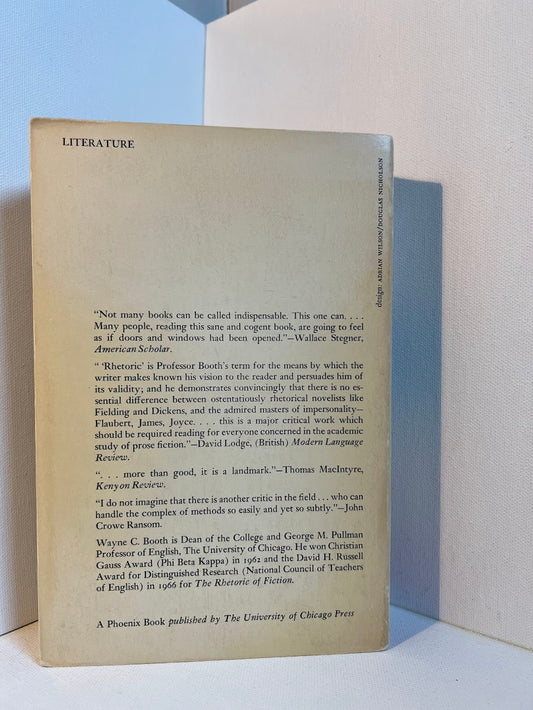 LITERATURE
design: ADRIAN WILSON/DOUGLAS NICHOLSON
"Not many books can be called indispensable. This one can. . . .
Many people, reading this sane and cogent book, are going to feel
as if doors and windows had been opened."—Wallace Stegner,
American Scholar.
" 'Rhetoric' is Professor Booth's term for the means by which the
writer makes known his vision to the reader and persuades him of
its validity; and he demonstrates convincingly that there is no es-
sential difference between ostentatiously rhetorical novelists like
Fielding and Dickens, and the admired masters of impersonality—
Flaubert, James, Joyce. . . . this is a major critical work which
should be required reading for everyone concerned in the academic
study of prose fiction."—David Lodge, (British) Modern Language
Review.
". . . more than good, it is a landmark."—Thomas MacIntyre,
Kenyon Review.
"I do not imagine that there is another critic in the field . . . who can
handle the complex of methods so easily and yet so subtly."—John
Crowe Ransom.
Wayne C. Booth is Dean of the College and George M. Pullman
Professor of English, The University of Chicago. He won Christian
Gauss Award (Phi Beta Kappa) in 1962 and the David H. Russell
Award for Distinguished Research (National Council of Teachers
of English) in 1966 for The Rhetoric of Fiction.
A Phoenix Book published by The University of Chicago Press